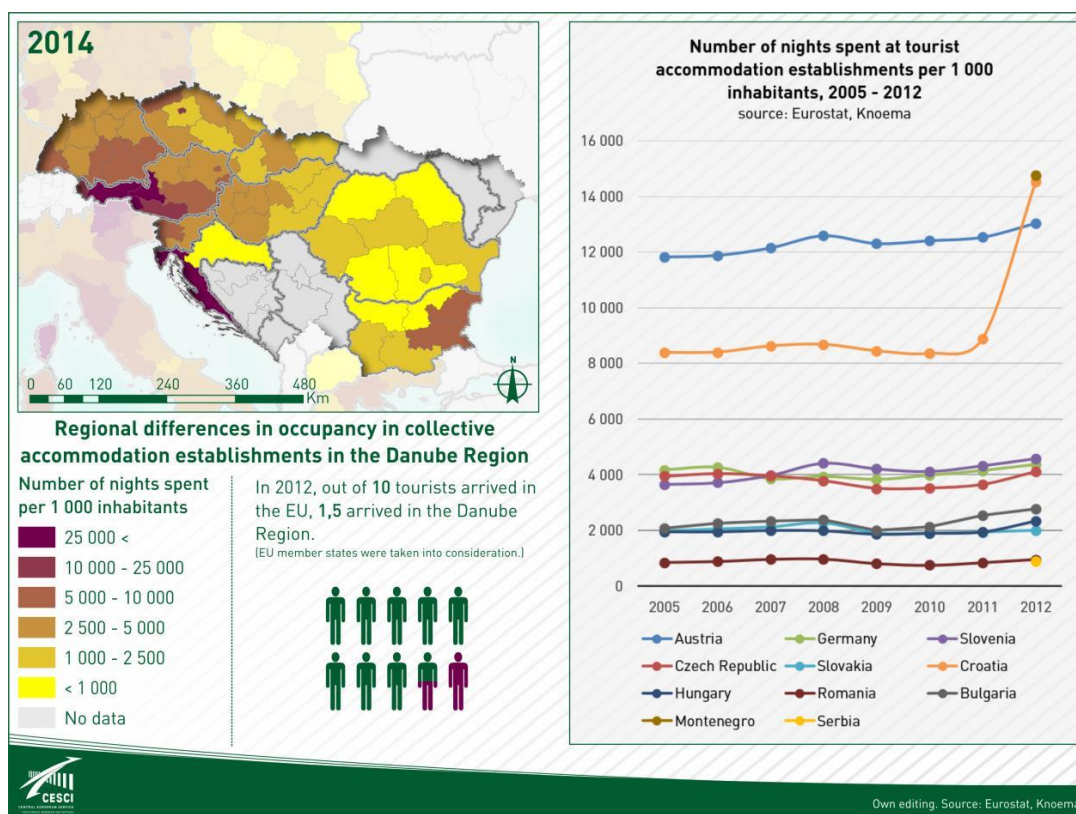 2014
N
0 60 120 240 360 480
Km
Regional differences in occupancy in collective
accommodation establishments in the Danube Region
Number of nights spent
per 1 000 inhabitants
25 000 <
10 000 - 25 000
5 000 - 10 000
2 500 - 5 000
1 000 - 2 500
< 1 000
No data
In 2012, out of 10 tourists arrived in
the EU, 1,5 arrived in the Danube
Region.
(EU member states were taken into consideration.)
Number of nights spent at tourist
accommodation establishments per 1 000
inhabitants, 2005 - 2012
source: Eurostat, Knoema
16 000
14 000
12 000
10 000
8 000
6 000
4 000
2 000
0
2005 2006 2007 2008 2009 2010 2011 2012
Austria Germany Slovenia
Czech Republic Slovakia Croatia
Hungary Romania Bulgaria
Montenegro Serbia
CESCI
CENTRAL EUROPEAN SERVICE
Own editing. Source: Eurostat, Knoema